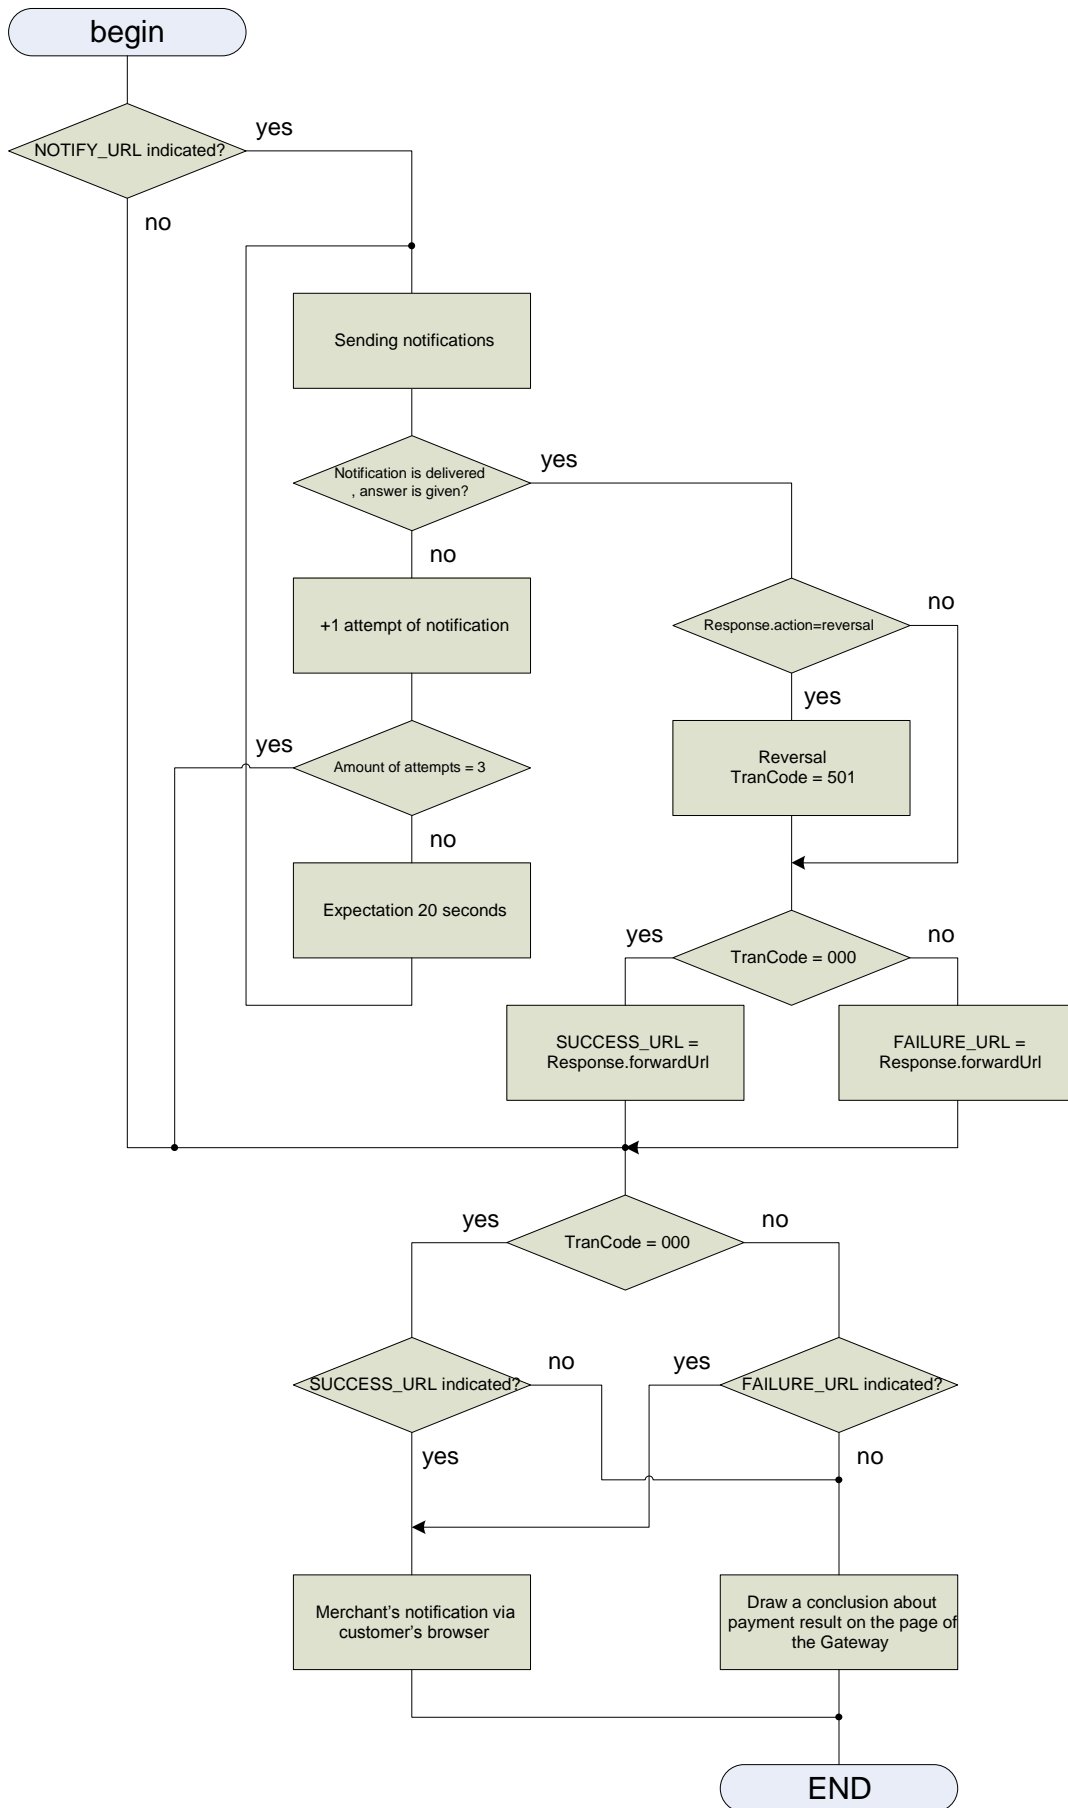 begin
NOTIFY_URL indicated?
yes
no
Sending notifications
Notification is delivered
, answer is given?
yes
no
+1 attempt of notification
Response.action=reversal
no
yes
Reversal
TranCode = 501
yes
Amount of attempts = 3
no
Expectation 20 seconds
yes
TranCode = 000
no
SUCCESS_URL =
Response.forwardUrl
FAILURE_URL =
Response.forwardUrl
yes
TranCode = 000
no
SUCCESS_URL indicated?
no
yes
yes
FAILURE_URL indicated?
no
Merchant’s notification via
customer’s browser
Draw a conclusion about
payment result on the page of
the Gateway
END